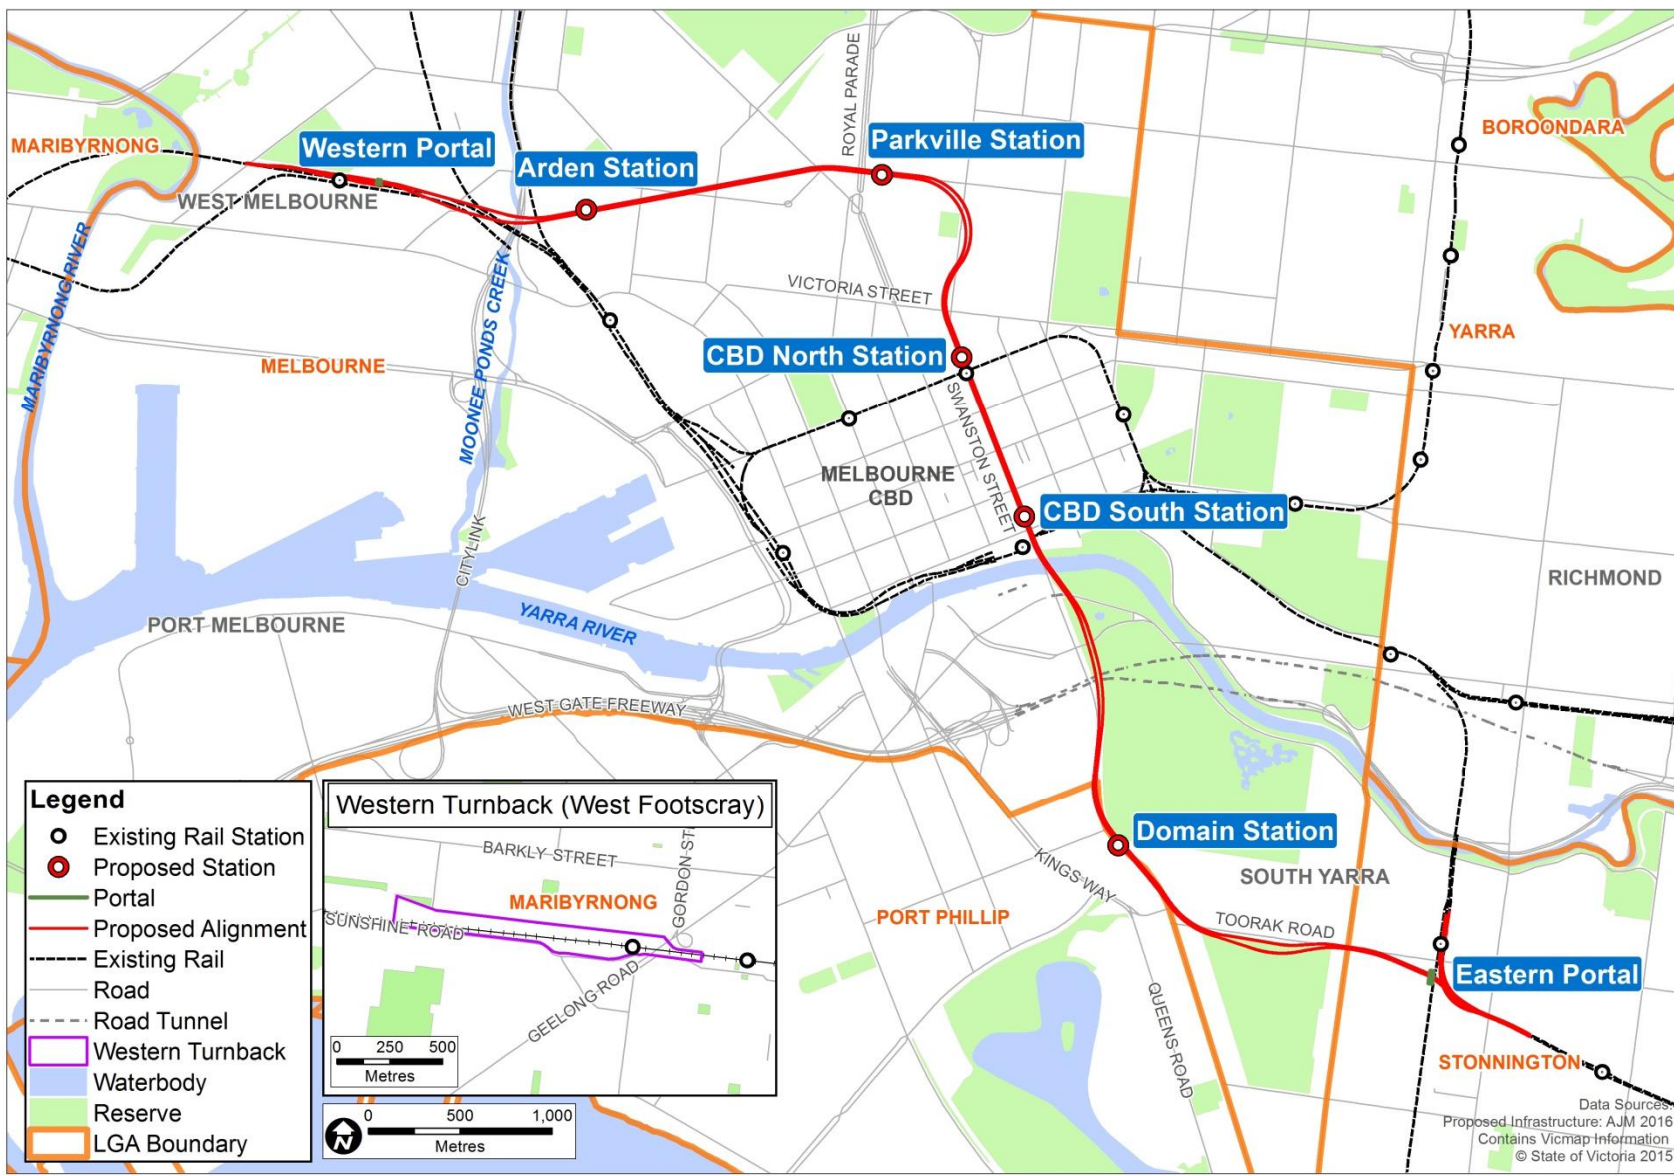 ROYAL PARADE
BOROONDARA
MARIBYRNONG
Western Portal
Parkville Station
Arden Station
WEST MELBOURNE
MARIBYRNONG RIVER
MOONEE PONDS CREEK
VICTORIA STREET
YARRA
CBD North Station
MELBOURNE
SWANSTON STREET
MELBOURNE
CBD
CBD South Station
CITYLINK
RICHMOND
YARRA RIVER
PORT MELBOURNE
WEST GATE FREEWAY
Domain Station
KINGS WAY
SOUTH YARRA
PORT PHILLIP
TOORAK ROAD
Eastern Portal
QUEENS ROAD
STONNINGTON
Legend
Existing Rail Station
Proposed Station
Portal
Proposed Alignment
Existing Rail
Road
Road Tunnel
Western Turnback
Waterbody
Reserve
LGA Boundary
Western Turnback (West Footscray)
BARKLY STREET
GORDON ST
MARIBYRNONG
SUNSHINE ROAD
GEELONG ROAD
0 250 500
Metres
N
0 500 1,000
Metres
Data Sources:
Proposed Infrastructure: AJM 2016
Contains Vicmap Information
© State of Victoria 2015